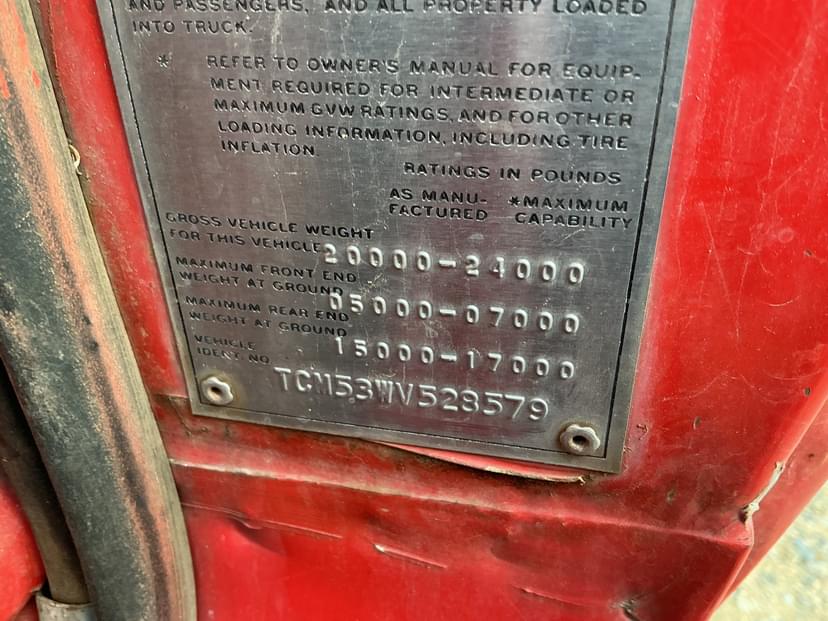 AND PASSENGERS, AND ALL PROPERTY LOADED
INTO TRUCK.
* REFER TO OWNER'S MANUAL FOR EQUIP-
MENT REQUIRED FOR INTERMEDIATE OR
MAXIMUM GVW RATINGS, AND FOR OTHER
LOADING INFORMATION, INCLUDING TIRE
INFLATION.
RATINGS IN POUNDS
AS MANU- *MAXIMUM
FACTURED CAPABILITY
GROSS VEHICLE WEIGHT
FOR THIS VEHICLE 20000-24000
MAXIMUM FRONT END
WEIGHT AT GROUND 05000-07000
MAXIMUM REAR END
WEIGHT AT GROUND 15000-17000
VEHICLE
IDENT. NO. TCM53WV528579